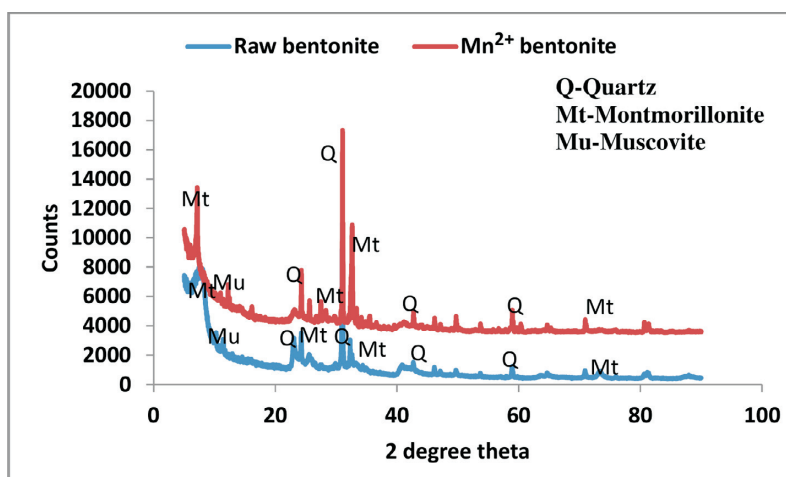 Raw bentonite Mn²⁺ bentonite
20000
18000
16000
14000
12000
10000
8000
6000
4000
2000
0
Counts
Q-Quartz
Mt-Montmorillonite
Mu-Muscovite
Mt
Mu
Q
Mt
Q
Mt
Q
Q
Mt
Mt
Mu
Q
Mt
Q
Mt
Q
Q
Mt
0 20 40 60 80 100
2 degree theta